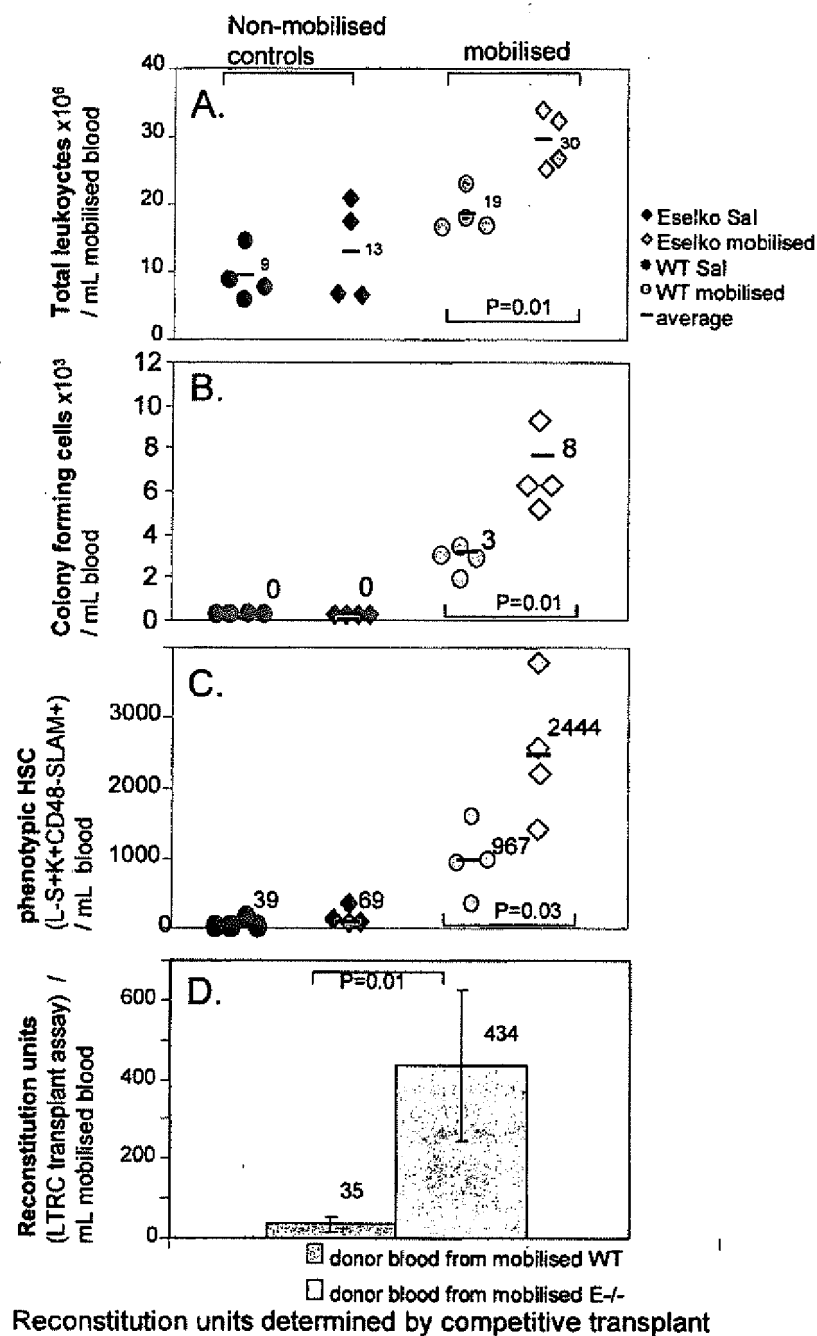 Non-mobilised
controls
mobilised
A.
Total leukoyctes x10⁶
/ mL mobilised blood
40
30
20
10
0
9
13
19
30
P=0.01
Eselko Sal
Eselko mobilised
WT Sal
WT mobilised
average
B.
Colony forming cells x10³
/ mL blood
12
10
8
6
4
2
0
0
0
3
8
P=0.01
C.
phenotypic HSC
(L-S+K+CD48-SLAM+)
/ mL blood
3000
2000
1000
0
39
69
967
2444
P=0.03
D.
Reconstitution units
(LTRC transplant assay) /
mL mobilised blood
600
400
200
0
P=0.01
35
434
donor blood from mobilised WT
donor blood from mobilised E-/-
Reconstitution units determined by competitive transplant